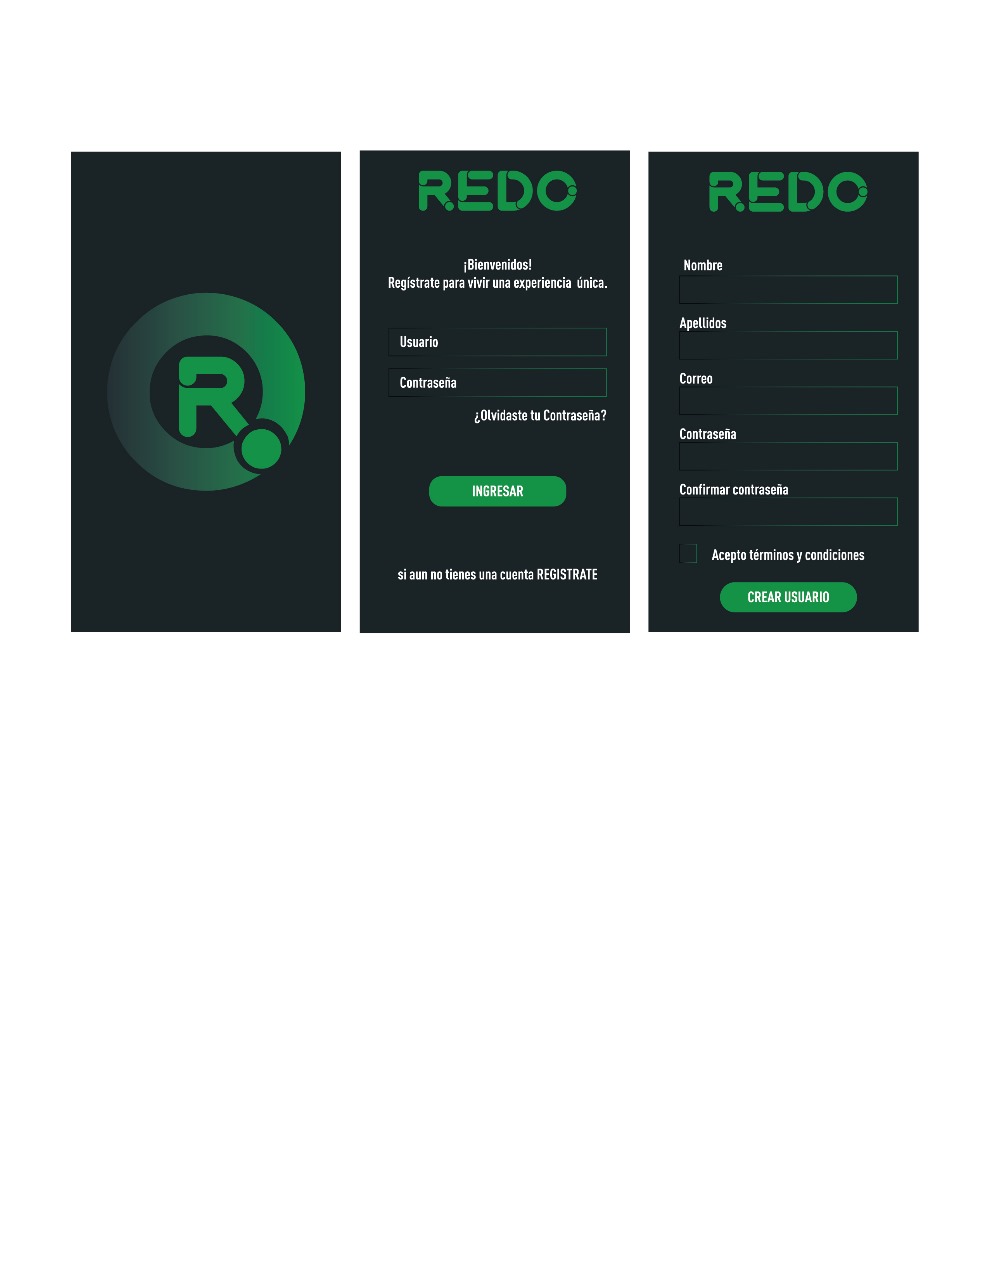 R
REDO
¡Bienvenidos!
Regístrate para vivir una experiencia única.
Usuario
Contraseña
¿Olvidaste tu Contraseña?
INGRESAR
si aun no tienes una cuenta REGISTRATE
REDO
Nombre
Apellidos
Correo
Contraseña
Confirmar contraseña
Acepto términos y condiciones
CREAR USUARIO